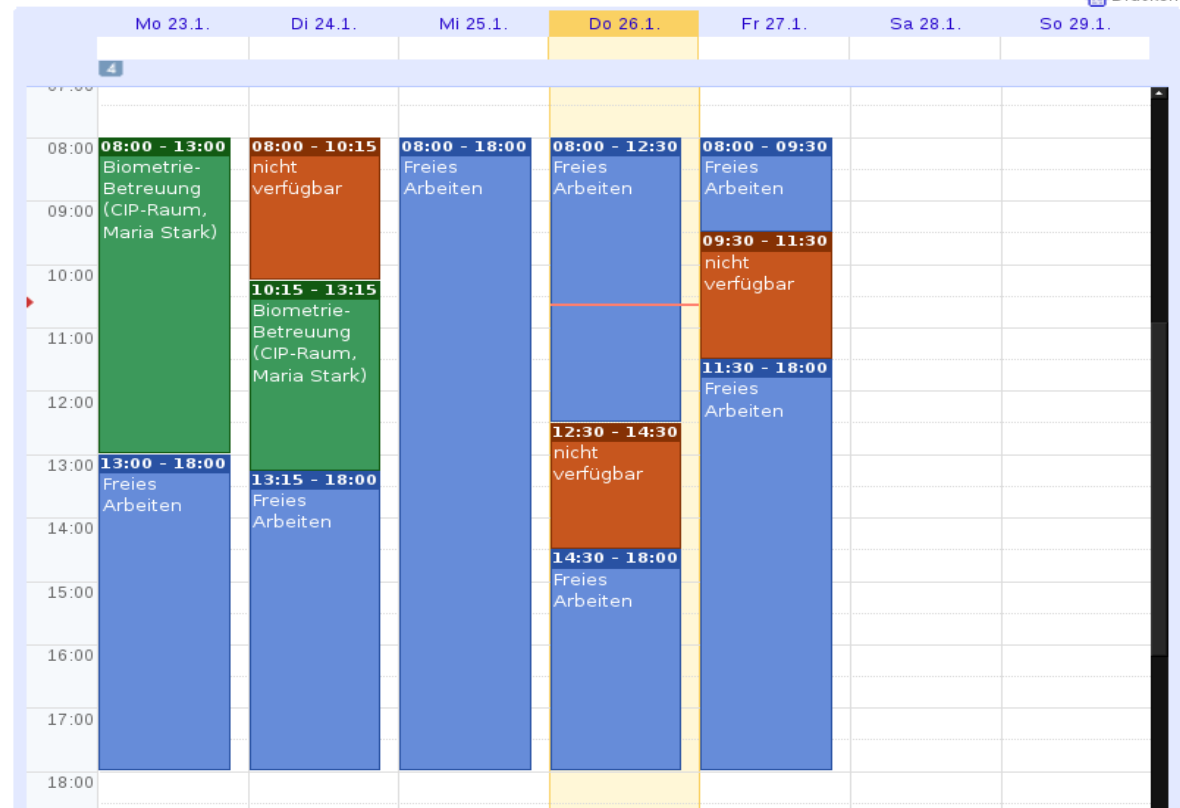 Drucken
Mo 23.1.
Di 24.1.
Mi 25.1.
Do 26.1.
Fr 27.1.
Sa 28.1.
So 29.1.
4
07:00
08:00
09:00
10:00
11:00
12:00
13:00
14:00
15:00
16:00
17:00
18:00
08:00 - 13:00
Biometrie-
Betreuung
(CIP-Raum,
Maria Stark)
13:00 - 18:00
Freies
Arbeiten
08:00 - 10:15
nicht
verfügbar
10:15 - 13:15
Biometrie-
Betreuung
(CIP-Raum,
Maria Stark)
13:15 - 18:00
Freies
Arbeiten
08:00 - 18:00
Freies
Arbeiten
08:00 - 12:30
Freies
Arbeiten
12:30 - 14:30
nicht
verfügbar
14:30 - 18:00
Freies
Arbeiten
08:00 - 09:30
Freies
Arbeiten
09:30 - 11:30
nicht
verfügbar
11:30 - 18:00
Freies
Arbeiten